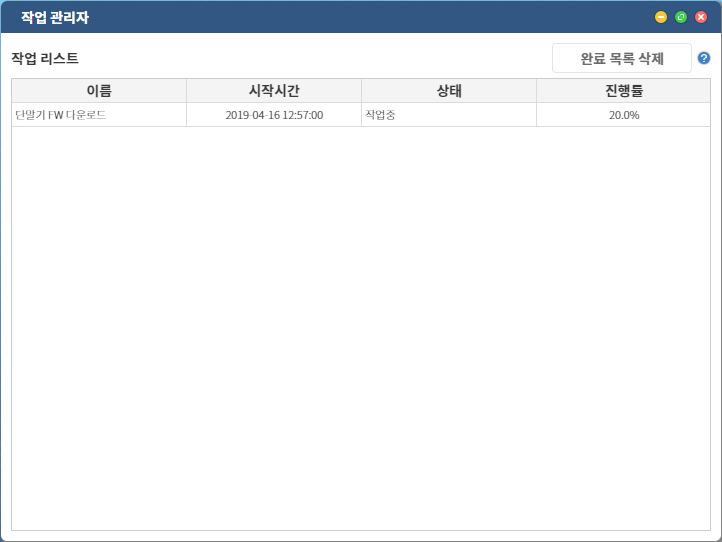 작업 관리자
작업 리스트 완료 목록 삭제 ?
이름 시작시간 상태 진행률
단말기 FW 다운로드 2019-04-16 12:57:00 작업중 20.0%